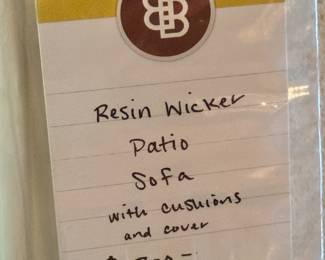 Resin Wicker
Patio
Sofa
with cushions
and cover
$